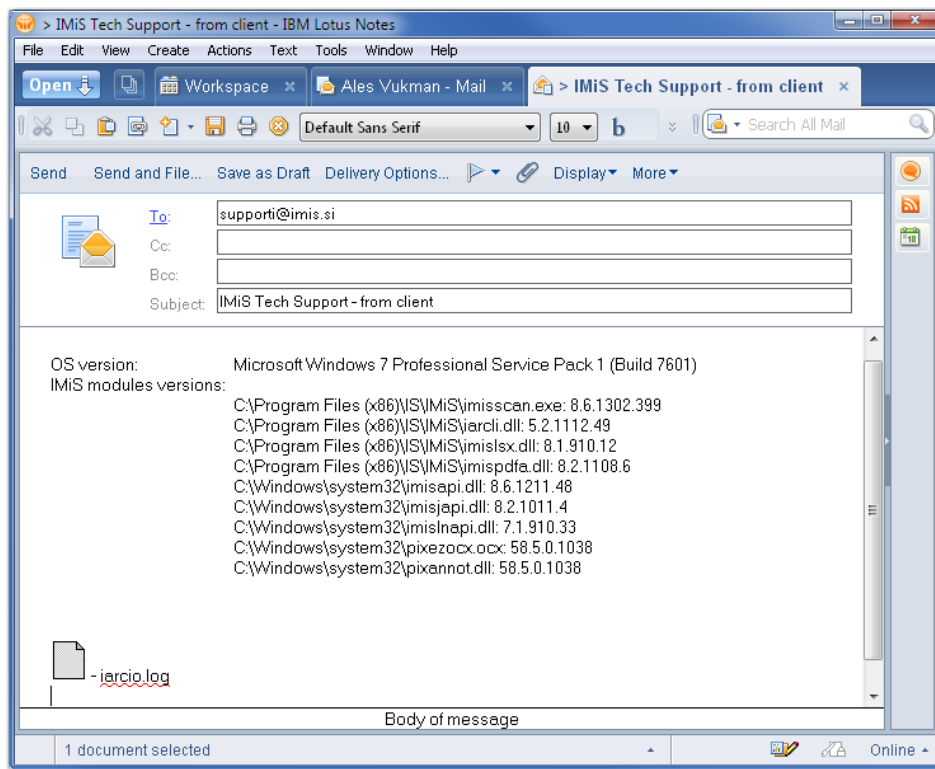 > IMiS Tech Support - from client - IBM Lotus Notes
File Edit View Create Actions Text Tools Window Help
Open Workspace Ales Vukman - Mail > IMiS Tech Support - from client
Default Sans Serif 10 b Search All Mail
Send Send and File... Save as Draft Delivery Options... Display More
To: supporti@imis.si
Cc:
Bcc:
Subject: IMiS Tech Support - from client
18
OS version: Microsoft Windows 7 Professional Service Pack 1 (Build 7601)
IMiS modules versions:
C:\Program Files (x86)\IS\IMiS\imisscan.exe: 8.6.1302.399
C:\Program Files (x86)\IS\IMiS\iarcli.dll: 5.2.1112.49
C:\Program Files (x86)\IS\IMiS\imislsx.dll: 8.1.910.12
C:\Program Files (x86)\IS\IMiS\imispdfa.dll: 8.2.1108.6
C:\Windows\system32\imisapi.dll: 8.6.1211.48
C:\Windows\system32\imisjapi.dll: 8.2.1011.4
C:\Windows\system32\imislnapi.dll: 7.1.910.33
C:\Windows\system32\pixezocx.ocx: 58.5.0.1038
C:\Windows\system32\pixannot.dll: 58.5.0.1038
- iarcio.log
Body of message
1 document selected Online